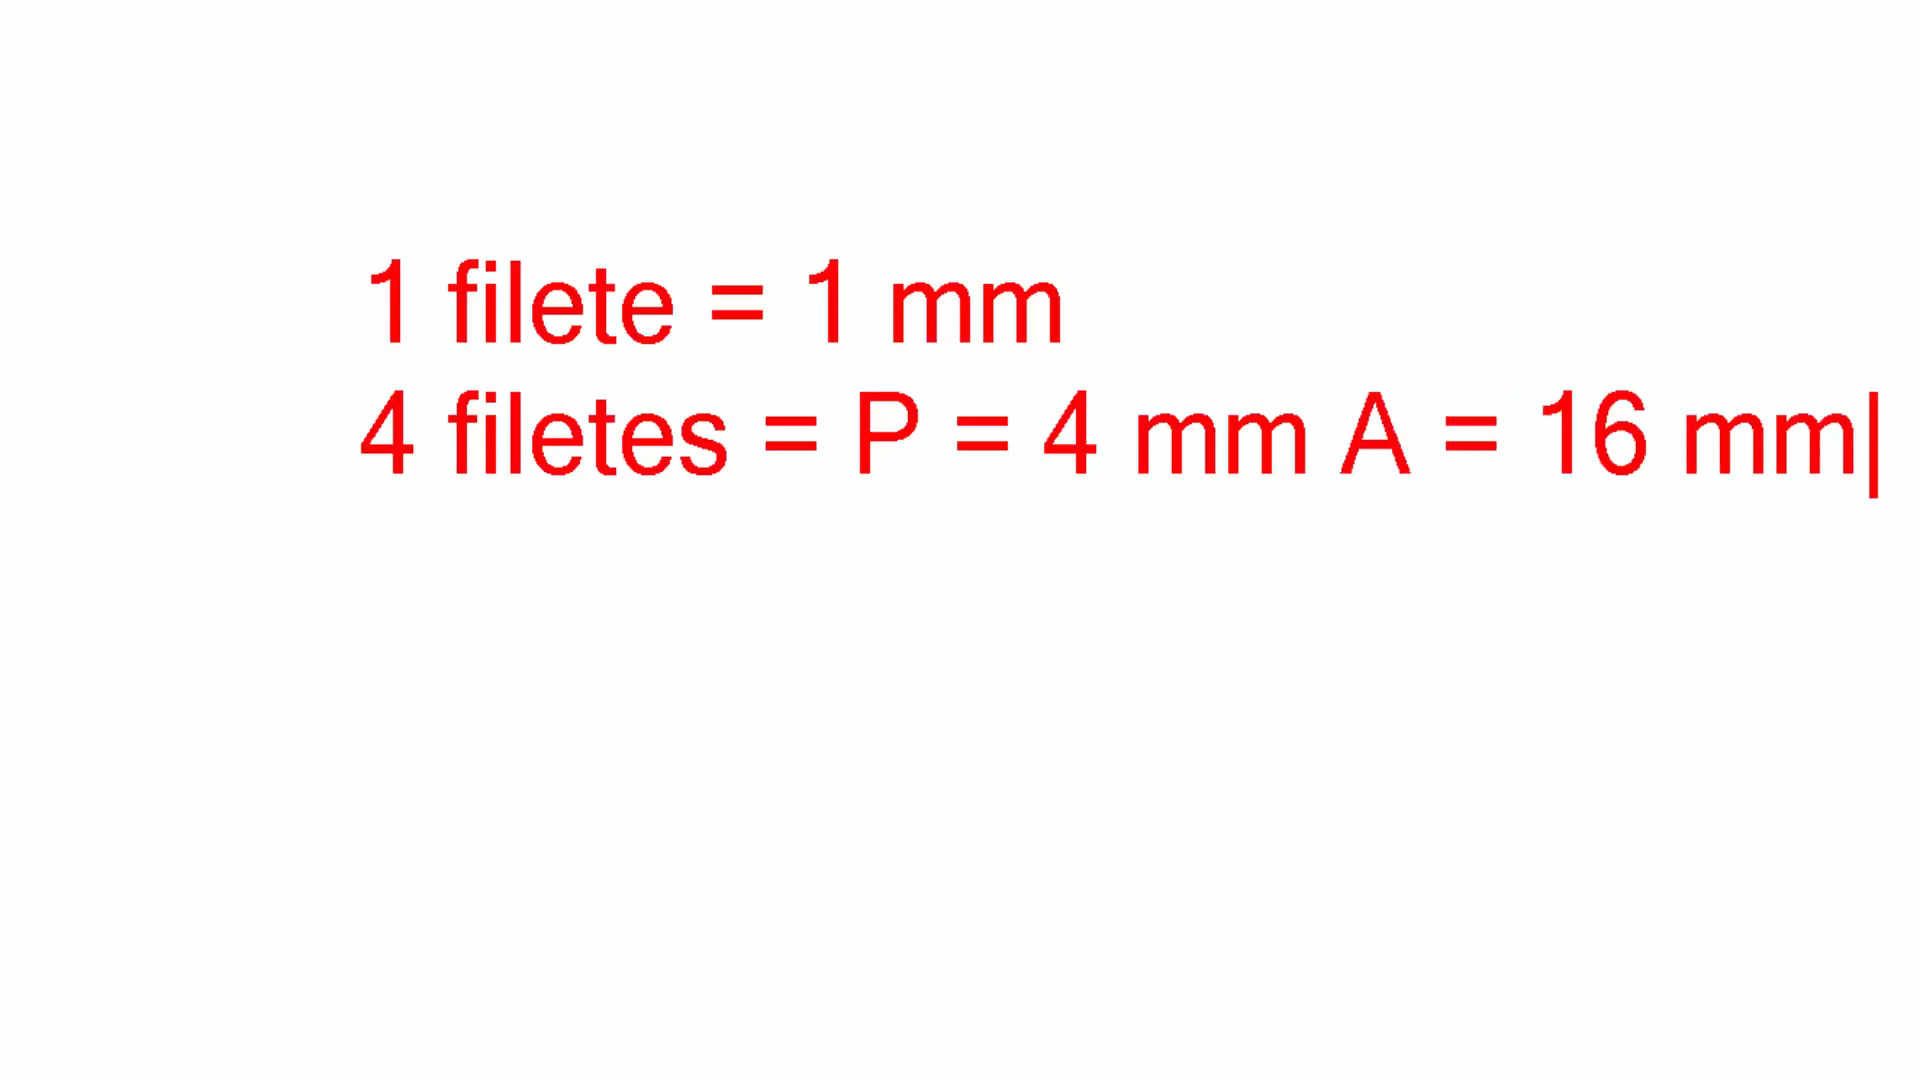 1 filete = 1 mm
4 filetes = P = 4 mm A = 16 mm